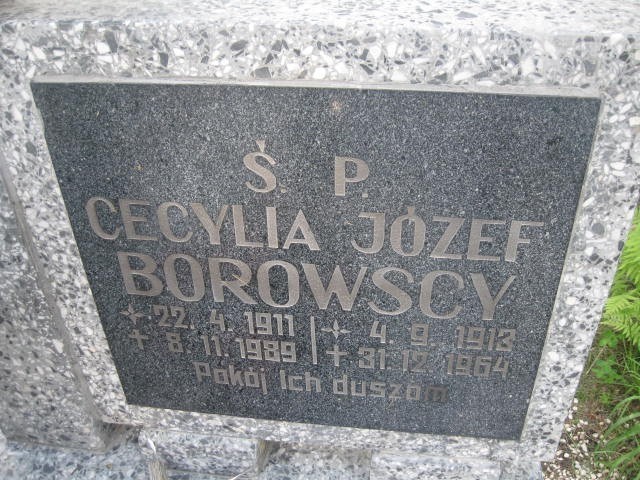 Ś. P.
CECYLIA JÓZEF
BOROWSCY
22. 4. 1911 4. 9. 1913
+ 8 11. 1989 + 31 12 1964
Pokój Ich duszom